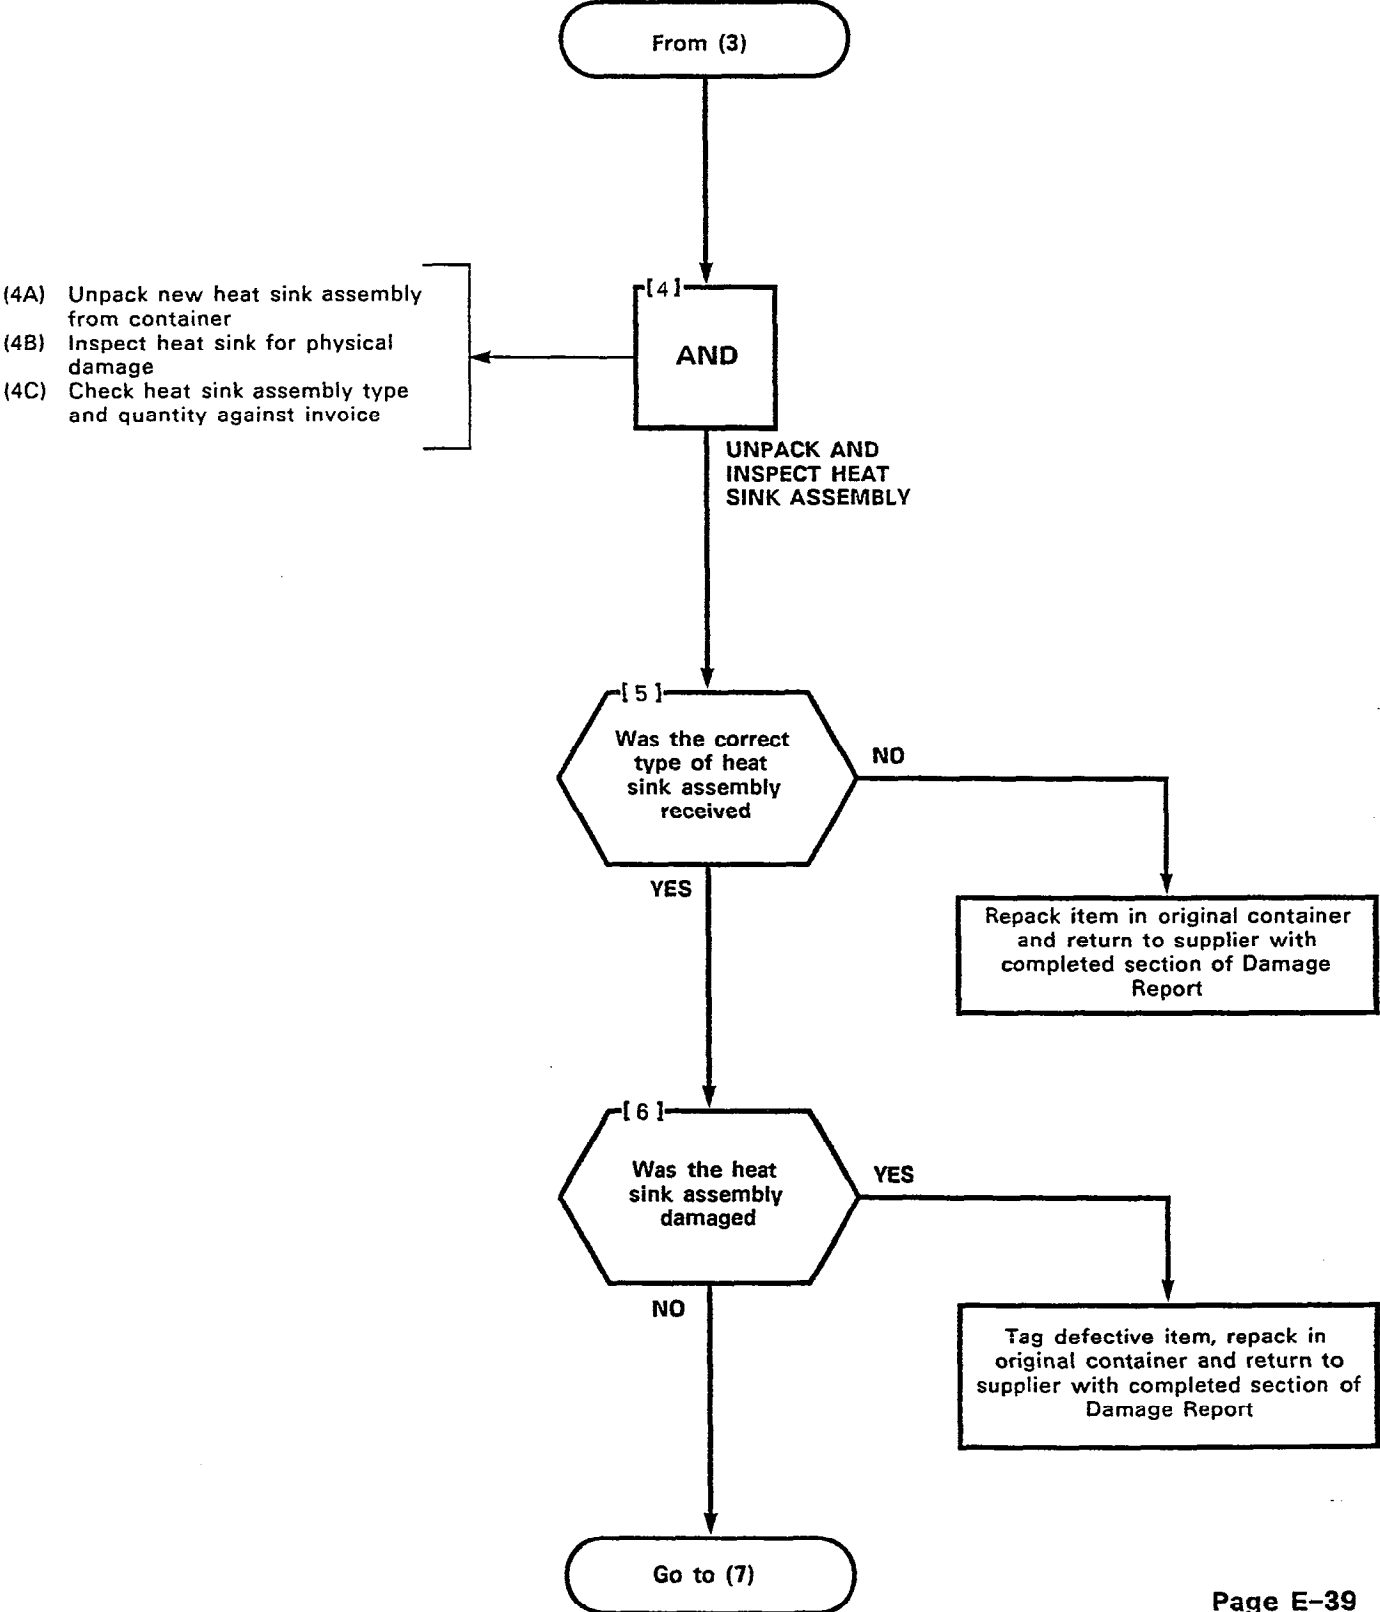 From (3)
[4]
AND
(4A) Unpack new heat sink assembly
from container
(4B) Inspect heat sink for physical
damage
(4C) Check heat sink assembly type
and quantity against invoice
UNPACK AND
INSPECT HEAT
SINK ASSEMBLY
[5]
Was the correct
type of heat
sink assembly
received
NO
YES
Repack item in original container
and return to supplier with
completed section of Damage
Report
[6]
Was the heat
sink assembly
damaged
YES
NO
Tag defective item, repack in
original container and return to
supplier with completed section of
Damage Report
Go to (7)
Page E-39